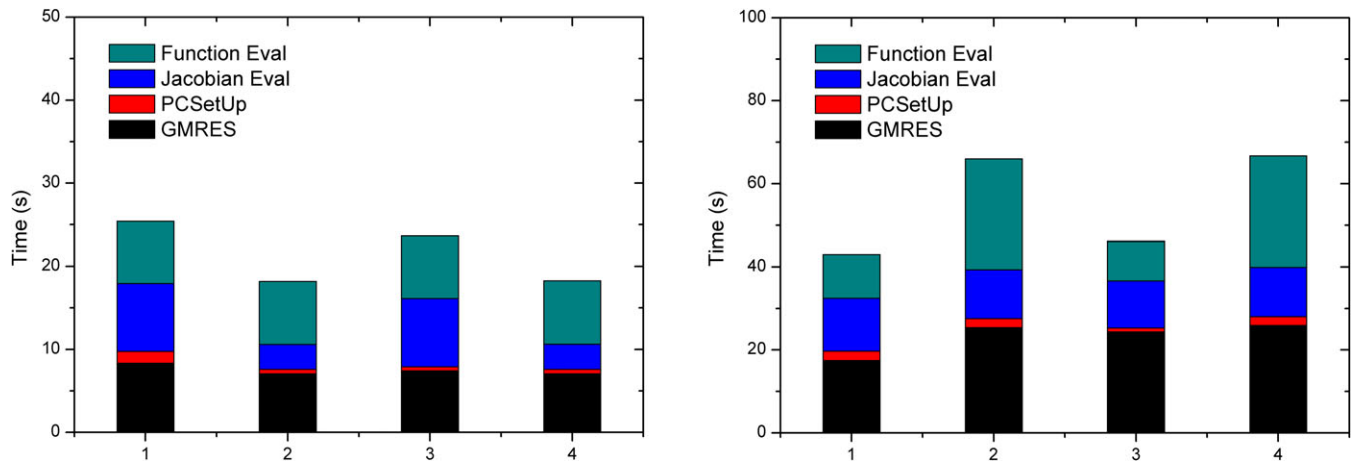 50
40
30
20
10
0
Time (s)
Function Eval
Jacobian Eval
PCSetUp
GMRES
1 2 3 4
100
80
60
40
20
0
Time (s)
Function Eval
Jacobian Eval
PCSetUp
GMRES
1 2 3 4